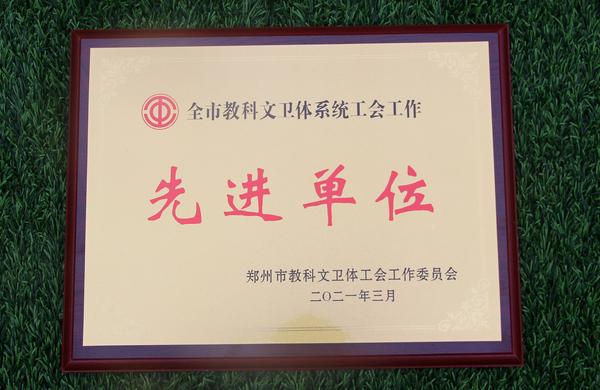 全市教科文卫体系统工会工作
先进单位
郑州市教科文卫体工会工作委员会
二〇二一年三月